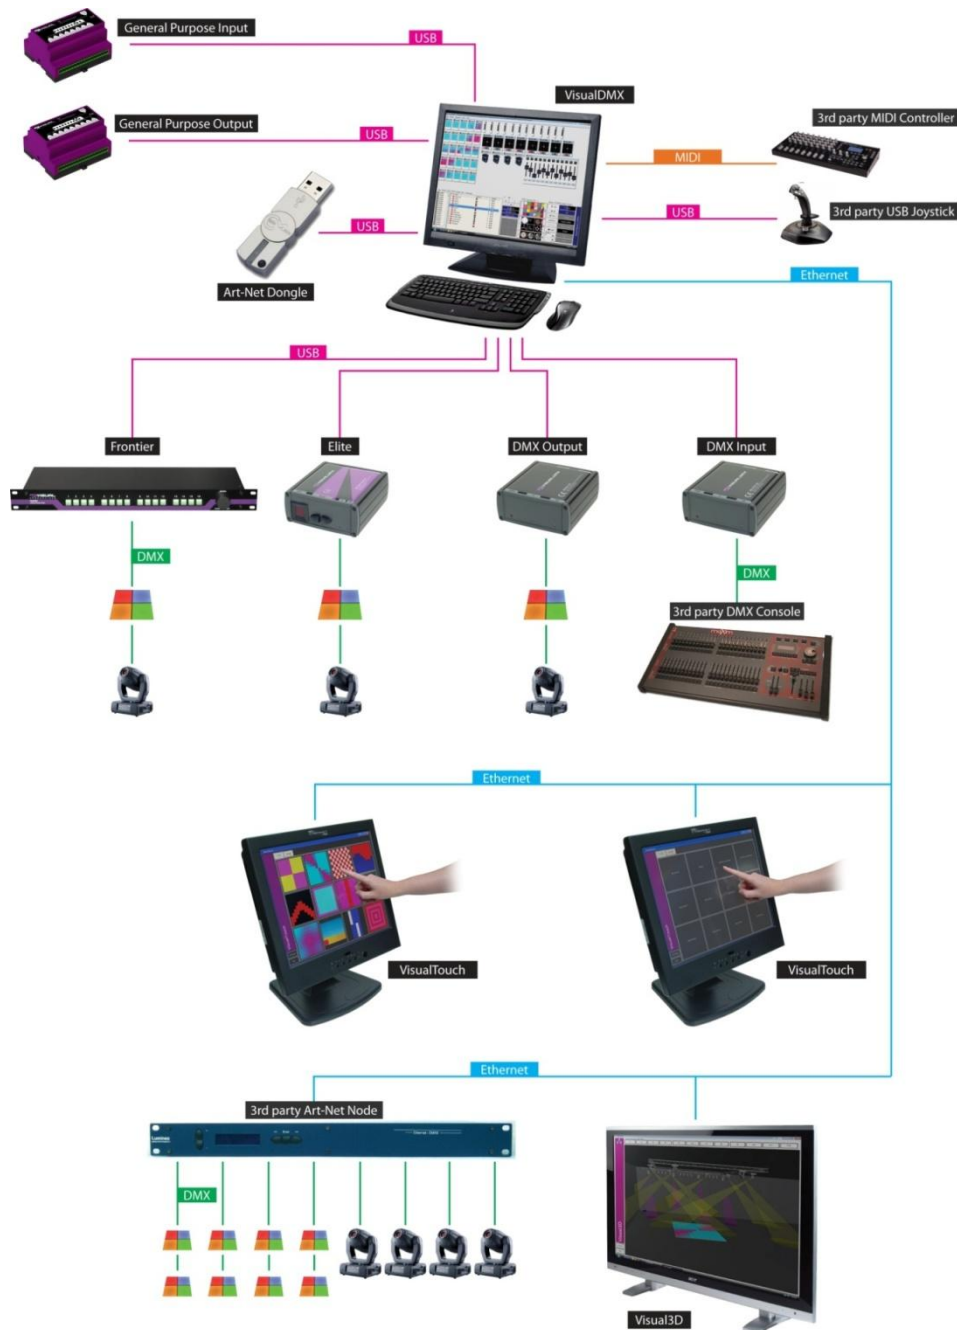 General Purpose Input
USB
VisualDMX
General Purpose Output
USB
3rd party MIDI Controller
MIDI
USB
3rd party USB Joystick
USB
Art-Net Dongle
Ethernet
USB
Frontier
Elite
DMX Output
DMX Input
DMX
DMX
3rd party DMX Console
Ethernet
VisualTouch
VisualTouch
Ethernet
3rd party Art-Net Node
DMX
Visual3D